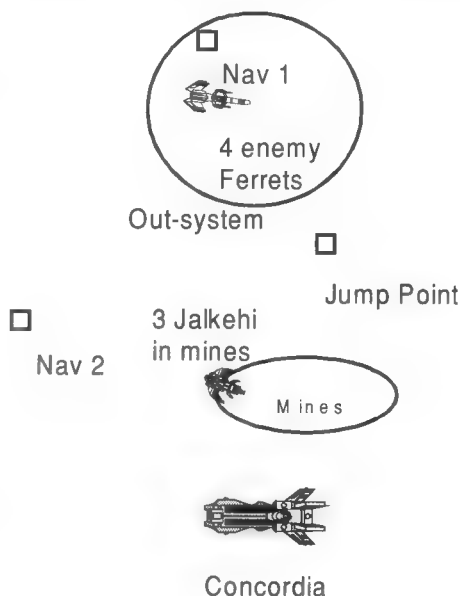 Nav 1
4 enemy
Ferrets
Out-system
Jump Point
3 Jalkehi
in mines
Nav 2
Mines
Concordia